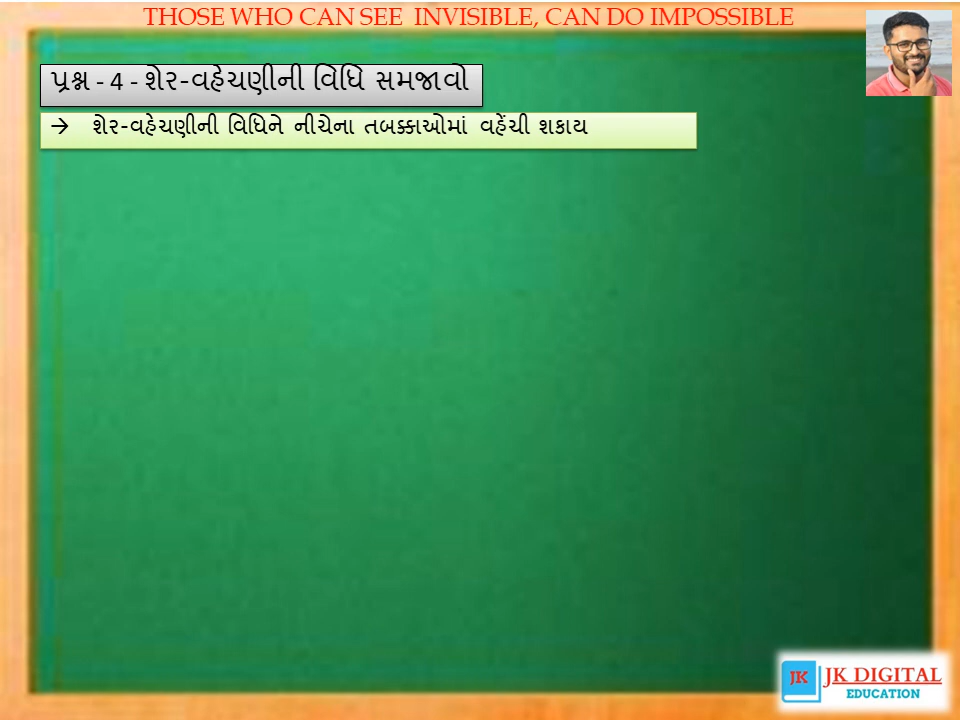 THOSE WHO CAN SEE INVISIBLE, CAN DO IMPOSSIBLE
પ્રશ્ન - 4 - શેર-વહેચણીની વિધિ સમજાવો
→ શેર-વહેચણીની વિધિને નીચેના તબક્કાઓમાં વહેંચી શકાય
JK JK DIGITAL
EDUCATION